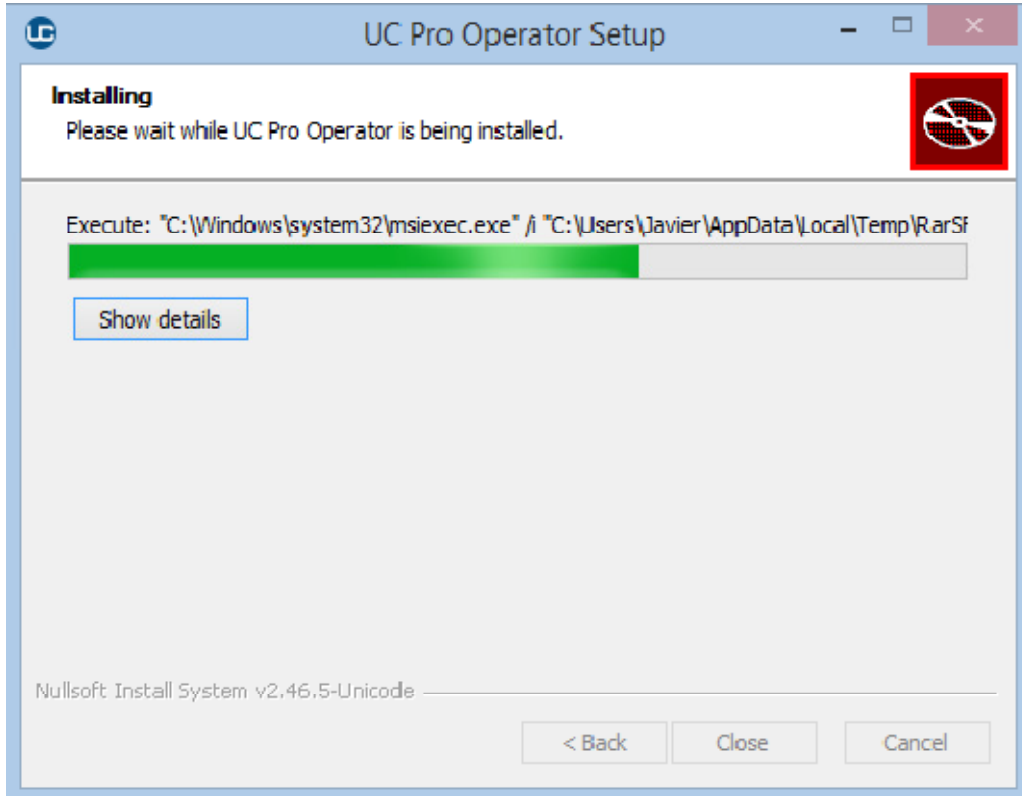 UC
UC Pro Operator Setup
Installing
Please wait while UC Pro Operator is being installed.
Execute: "C:\Windows\system32\msiexec.exe" /i "C:\Users\Javier\AppData\Local\Temp\RarSF
Show details
Nullsoft Install System v2.46.5-Unicode
< Back
Close
Cancel